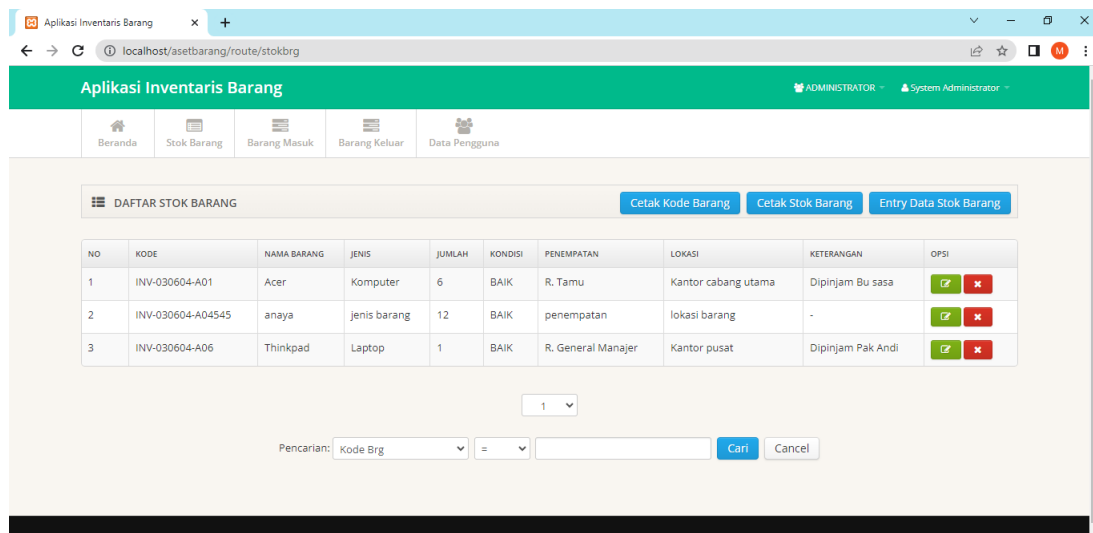 Aplikasi Inventaris Barang
localhost/asetbarang/route/stokbrg
M
Aplikasi Inventaris Barang
ADMINISTRATOR
System Administrator
Beranda
Stok Barang
Barang Masuk
Barang Keluar
Data Pengguna
DAFTAR STOK BARANG
Cetak Kode Barang
Cetak Stok Barang
Entry Data Stok Barang
NO KODE NAMA BARANG JENIS JUMLAH KONDISI PENEMPATAN LOKASI KETERANGAN OPSI
1 INV-030604-A01 Acer Komputer 6 BAIK R. Tamu Kantor cabang utama Dipinjam Bu sasa
2 INV-030604-A04545 anaya jenis barang 12 BAIK penempatan lokasi barang -
3 INV-030604-A06 Thinkpad Laptop 1 BAIK R. General Manajer Kantor pusat Dipinjam Pak Andi
1
Pencarian: Kode Brg = Cari Cancel